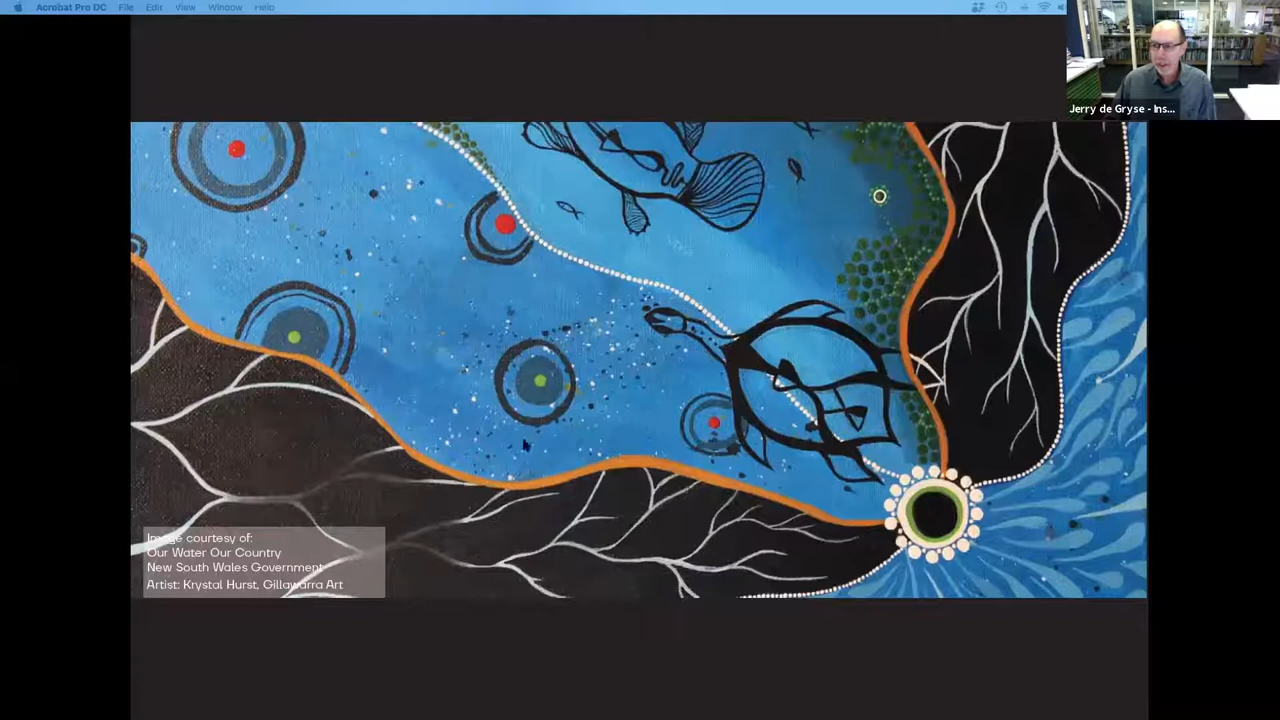 Acrobat Pro DC File Edit View Window Help
Jerry de Gryse - Ins...
Image courtesy of:
Our Water Our Country
New South Wales Government
Artist: Krystal Hurst, Gillawarra Art